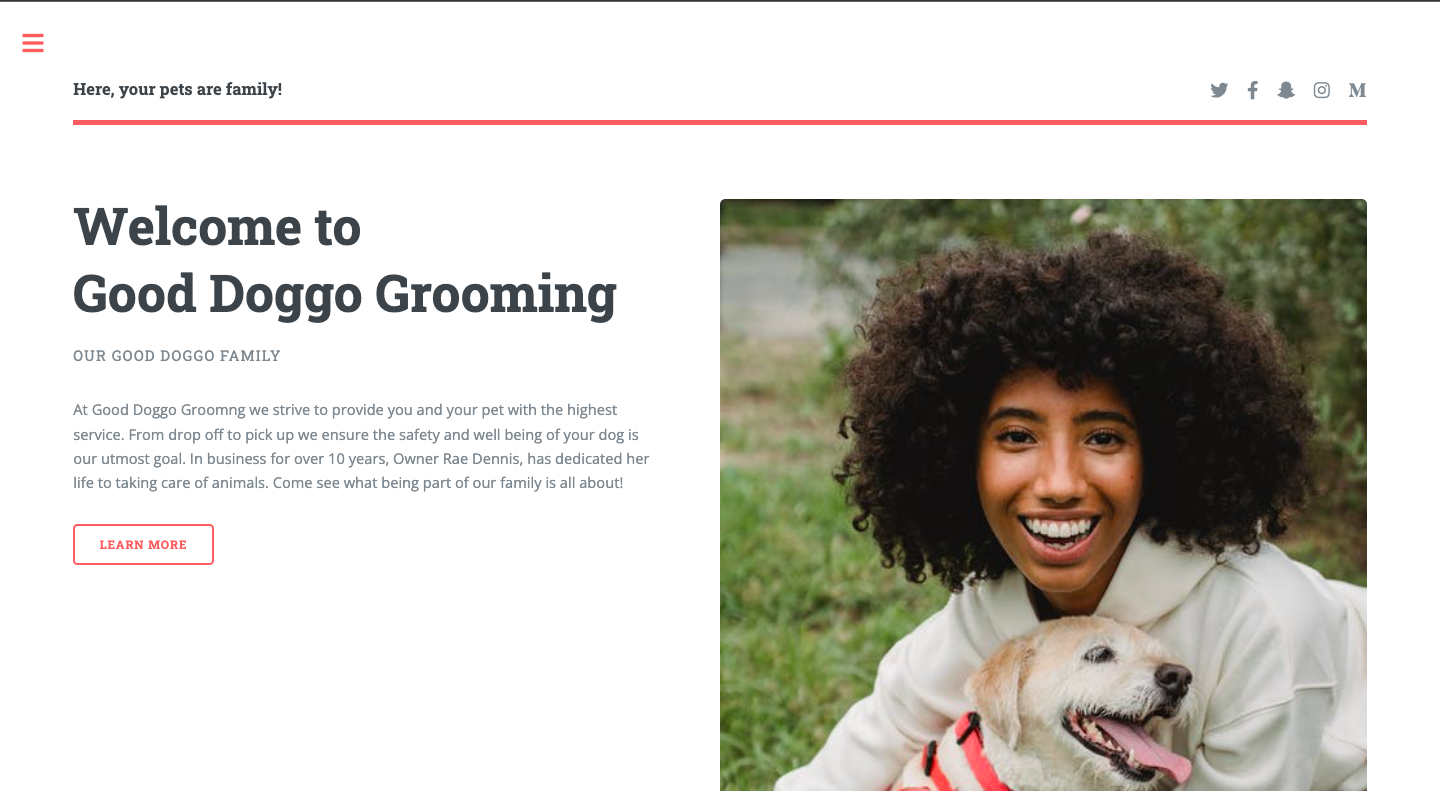 Here, your pets are family!
Welcome to
Good Doggo Grooming
OUR GOOD DOGGO FAMILY
At Good Doggo Groomng we strive to provide you and your pet with the highest
service. From drop off to pick up we ensure the safety and well being of your dog is
our utmost goal. In business for over 10 years, Owner Rae Dennis, has dedicated her
life to taking care of animals. Come see what being part of our family is all about!
LEARN MORE